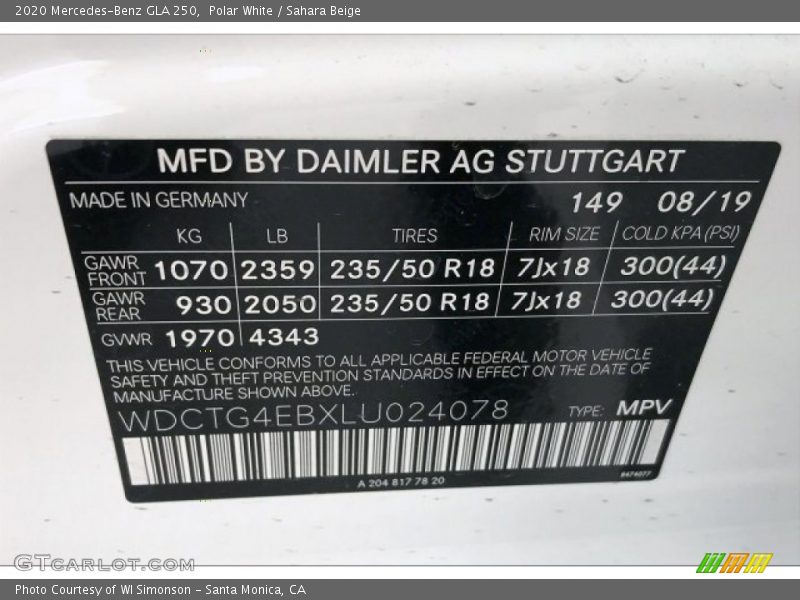 2020 Mercedes-Benz GLA 250,  Polar White / Sahara Beige
MFD BY DAIMLER AG STUTTGART
MADE IN GERMANY 149 08/19
KG LB TIRES RIM SIZE COLD KPA (PSI)
GAWR FRONT 1070 2359 235/50 R18 7Jx18 300(44)
GAWR REAR 930 2050 235/50 R18 7Jx18 300(44)
GVWR 1970 4343
THIS VEHICLE CONFORMS TO ALL APPLICABLE FEDERAL MOTOR VEHICLE
SAFETY AND THEFT PREVENTION STANDARDS IN EFFECT ON THE DATE OF
MANUFACTURE SHOWN ABOVE.
WDCTG4EBXLU024078 TYPE: MPV
A 204 817 78 20
GTcarlot.com
Photo Courtesy of WI Simonson - Santa Monica, CA